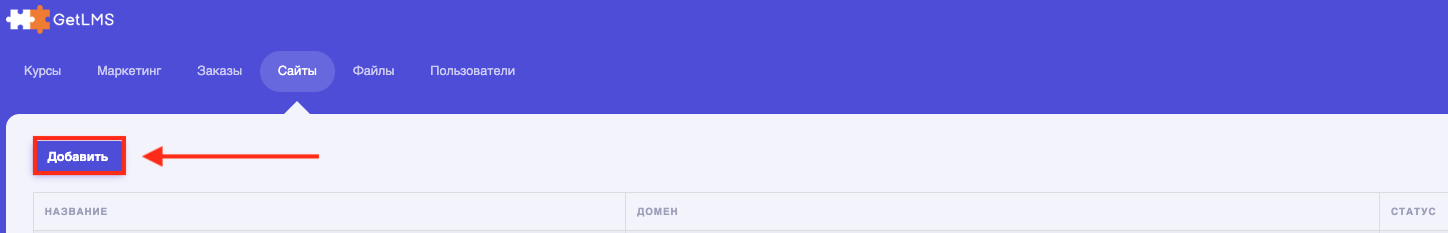 GetLMS
Курсы Маркетинг Заказы Сайты Файлы Пользователи
Добавить
НАЗВАНИЕ ДОМЕН СТАТУС